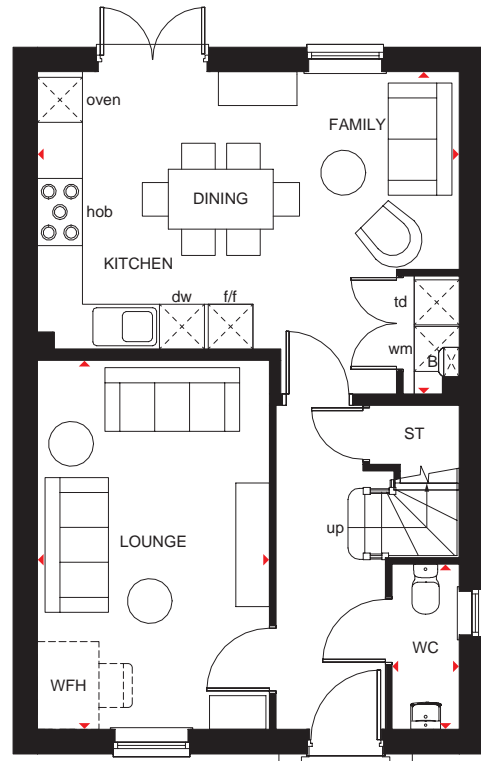 oven
FAMILY
hob
DINING
KITCHEN
dw
f/f
td
wm
B
ST
up
LOUNGE
WC
WFH